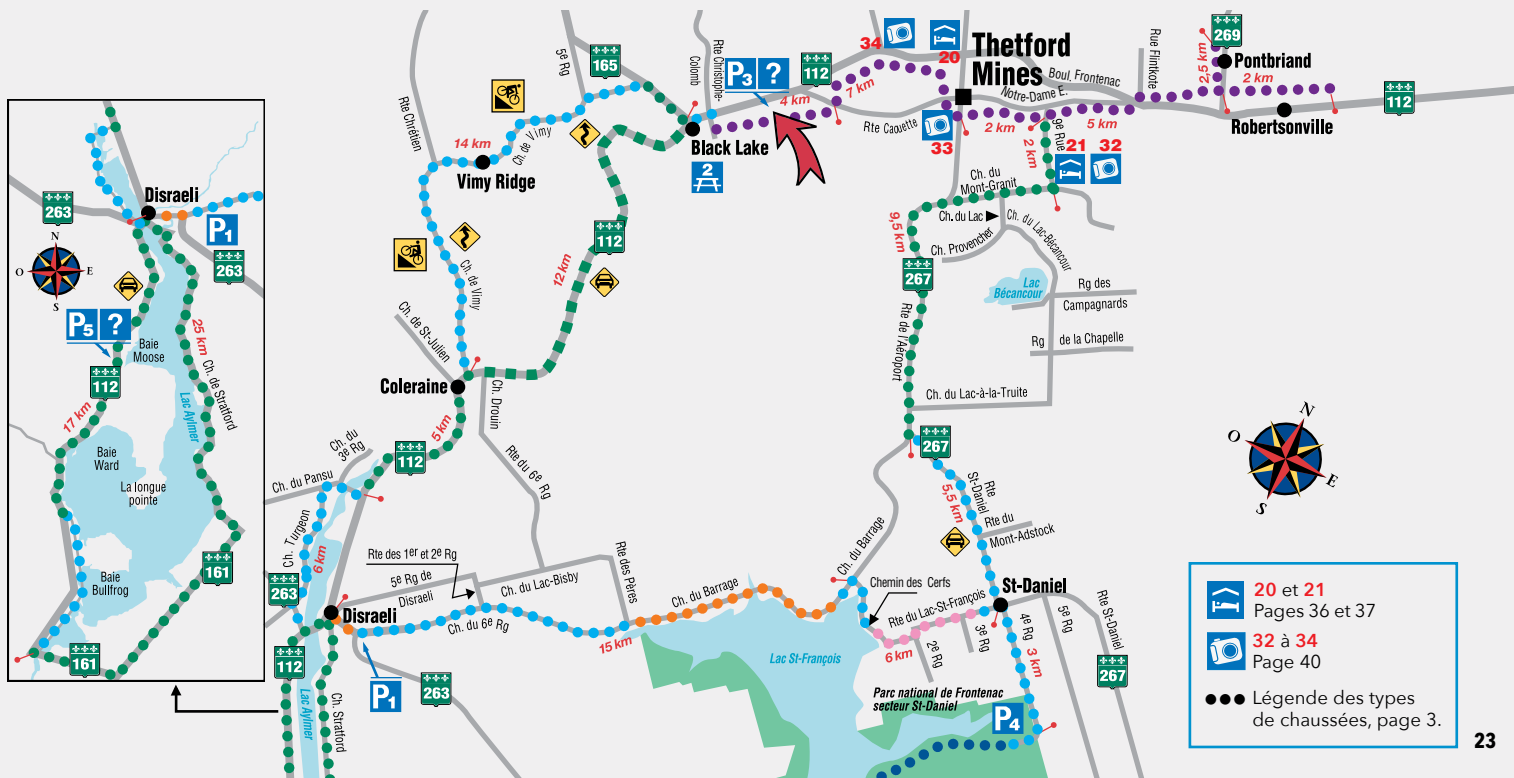 34
20
Thetford
Mines
269
Pontbriand
2,5 km
2 km
Rue Flintkote
Boul. Frontenac
Notre-Dame E.
112
Robertsonville
5e Rg
165
Colomb
Rte Christophe-
P3 ?
112
4 km
7 km
Rte Caouette
33
2 km
5 km
9e Rue
2 km
21
32
Black Lake
2
Rte Chrétien
14 km
Ch. de Vimy
Vimy Ridge
Ch. de Vimy
112
12 km
Ch. de St-Julien
Coleraine
5 km
Ch. Drouin
112
Rte du 6e Rg
Ch. du
3e Rg
Ch. du Pansu
Ch. Turgeon
6 km
263
Disraeli
112
Lac Aylmer
Ch. Stratford
P1
263
Rte des 1er et 2e Rg
5e Rg de
Disraeli
Ch. du Lac-Bisby
Ch. du 6e Rg
15 km
Rte des Pères
Ch. du Barrage
Ch. du Barrage
Chemin des Cerfs
Rte du Lac-St-François
6 km
2e Rg
3e Rg
Lac St-François
Parc national de Frontenac
secteur St-Daniel
P4
St-Daniel
4e Rg
3 km
5e Rg
Rte St-Daniel
267
Ch. du
Mont-Granit
9,5 km
Ch. du Lac
Ch. du Lac-Bécancour
Ch. Provencher
267
Lac
Bécancour
Rg des
Campagnards
Rg de la Chapelle
Rte de l'Aéroport
Ch. du Lac-à-la-Truite
267
Rte
St-Daniel
5,5 km
Rte du
Mont-Adstock
N
O
E
S
Disraeli
263
P1
263
N
O
E
S
P5 ?
Baie
Moose
25 km
Ch. de Stratford
112
Lac Aylmer
17 km
Baie
Ward
La longue
pointe
Baie
Bullfrog
161
161
20 et 21
Pages 36 et 37
32 à 34
Page 40
Légende des types
de chaussées, page 3.
23